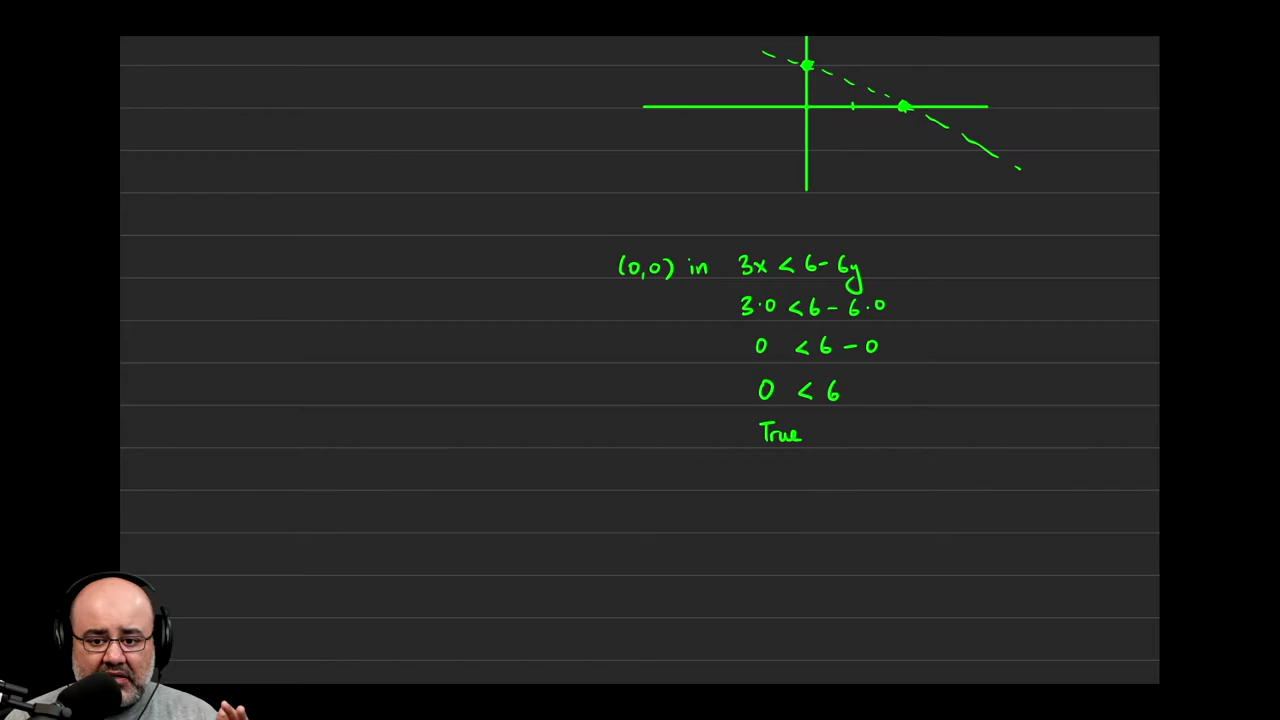 (0,0) in 3x < 6 - 6y
3·0 < 6 - 6·0
0 < 6 - 0
0 < 6
True